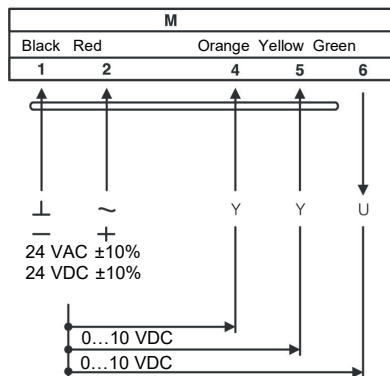 M
Black Red Orange Yellow Green
1 2 4 5 6
⊥ ~ Y Y U
− +
24 VAC ±10%
24 VDC ±10%
0…10 VDC
0…10 VDC